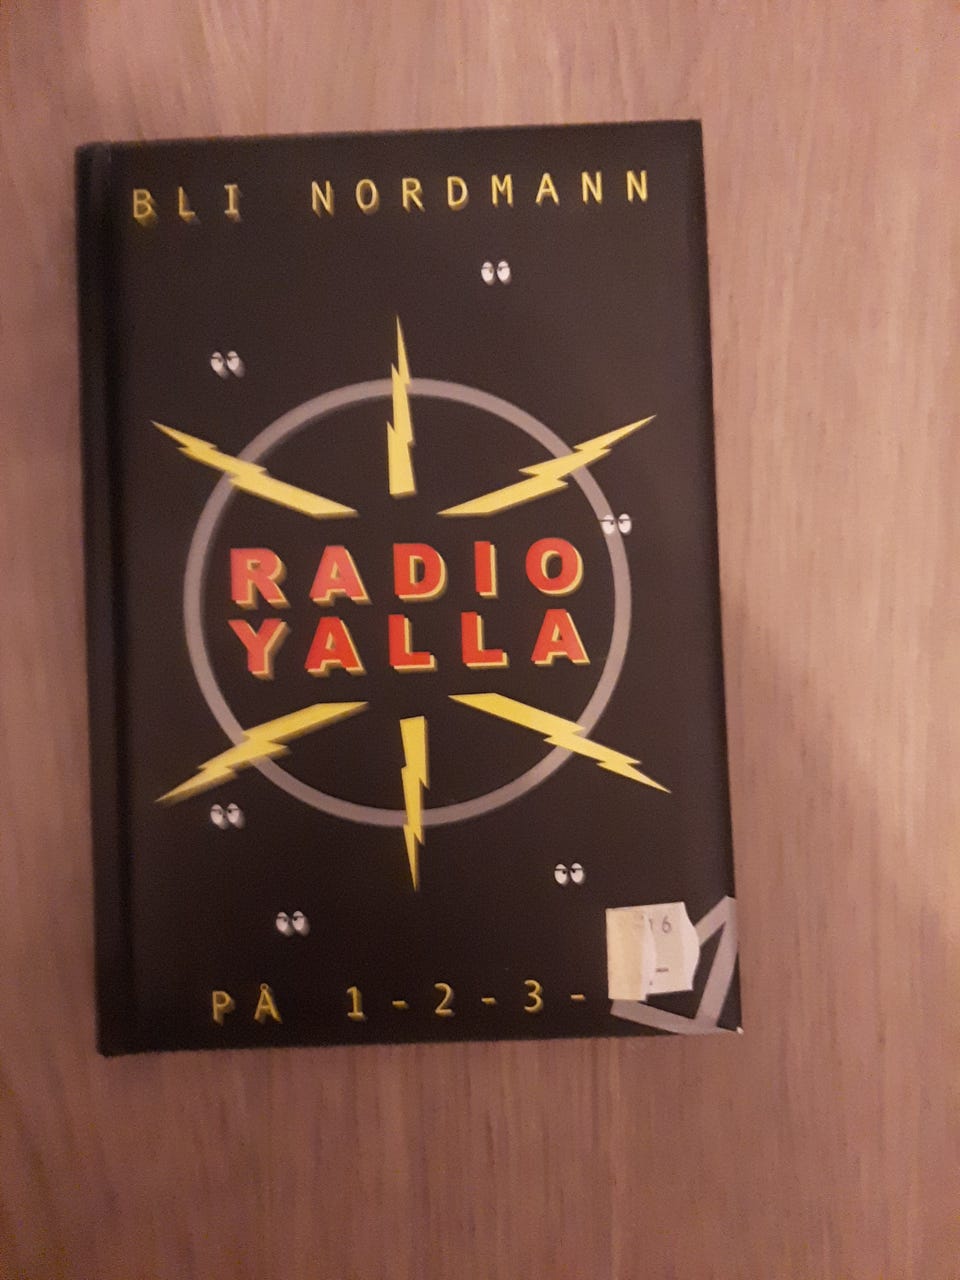 BLI NORDMANN
RADIO
YALLA
PÅ 1-2-3-